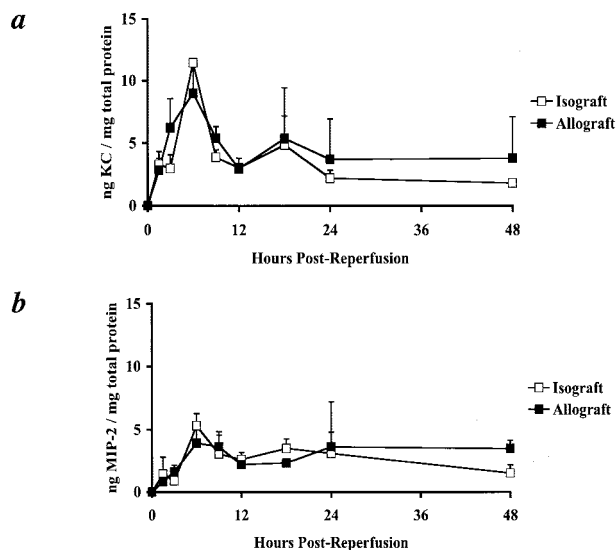 a
ng KC / mg total protein
15
10
5
0
0 12 24 36 48
Hours Post-Reperfusion
Isograft
Allograft
b
ng MIP-2 / mg total protein
15
10
5
0
0 12 24 36 48
Hours Post-Reperfusion
Isograft
Allograft